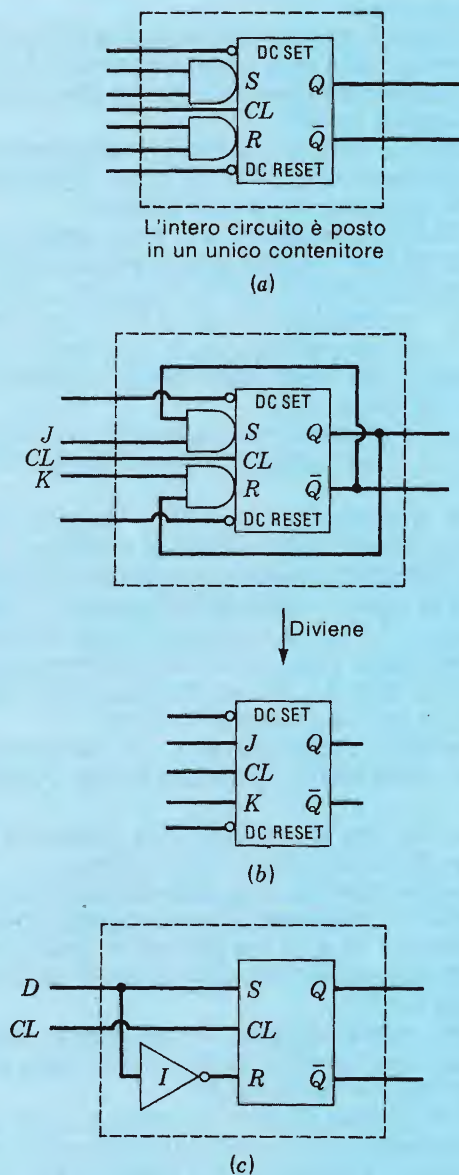 DC SET
S Q
CL
R Q̄
DC RESET
L'intero circuito è posto
in un unico contenitore
(a)
DC SET
J S Q
CL CL
K R Q̄
DC RESET
Diviene
DC SET
J Q
CL
K Q̄
DC RESET
(b)
D S Q
CL CL
I R Q̄
(c)